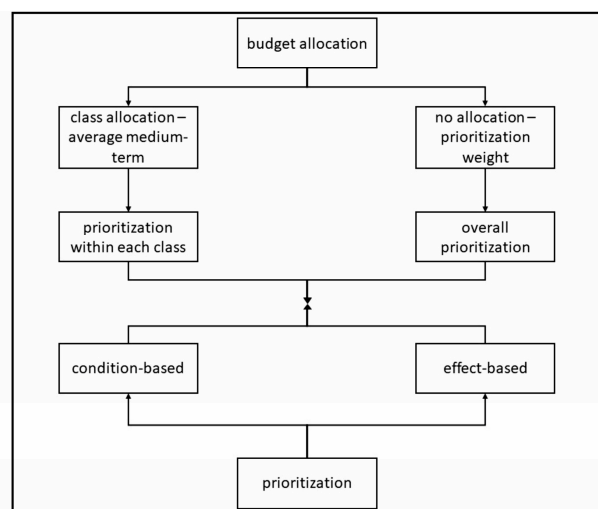 budget allocation
class allocation –
average medium-
term
no allocation –
prioritization
weight
prioritization
within each class
overall
prioritization
condition-based
effect-based
prioritization